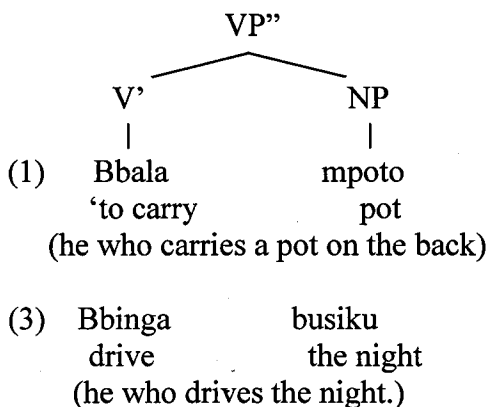 VP”
V’ NP
(1) Bbala mpoto
‘to carry pot
(he who carries a pot on the back)
(3) Bbinga busiku
drive the night
(he who drives the night.)